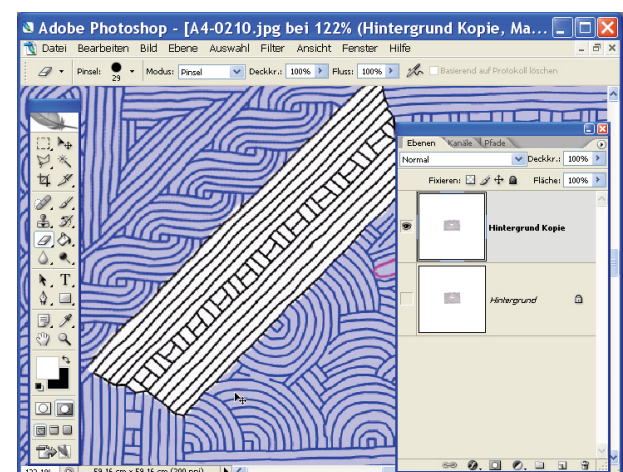 Adobe Photoshop - [A4-0210.jpg bei 122% (Hintergrund Kopie, Ma...
Datei Bearbeiten Bild Ebene Auswahl Filter Ansicht Fenster Hilfe
Pinsel: 29 Modus: Pinsel Deckkr.: 100% Fluss: 100% Basierend auf Protokoll löschen
Ebenen Kanäle Pfade
Normal Deckkr.: 100%
Fixieren: Fläche: 100%
Hintergrund Kopie
Hintergrund
T
59,16 cm x 59,16 cm (200 ppi)